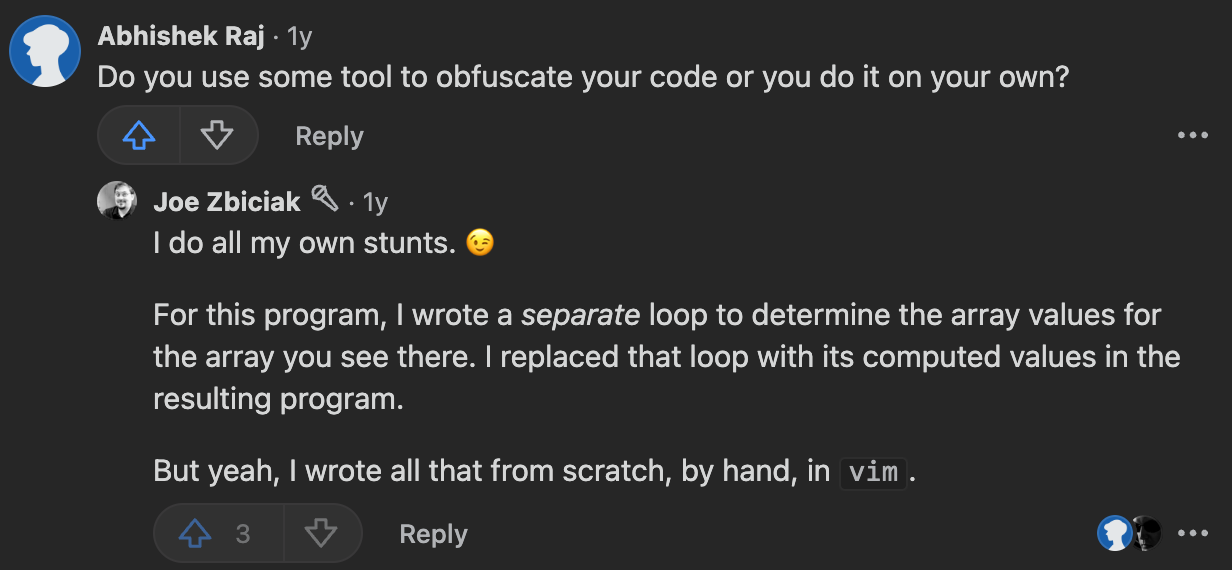 Abhishek Raj · 1y
Do you use some tool to obfuscate your code or you do it on your own?
Reply
Joe Zbiciak · 1y
I do all my own stunts. 😉
For this program, I wrote a separate loop to determine the array values for
the array you see there. I replaced that loop with its computed values in the
resulting program.
But yeah, I wrote all that from scratch, by hand, in vim.
3 Reply